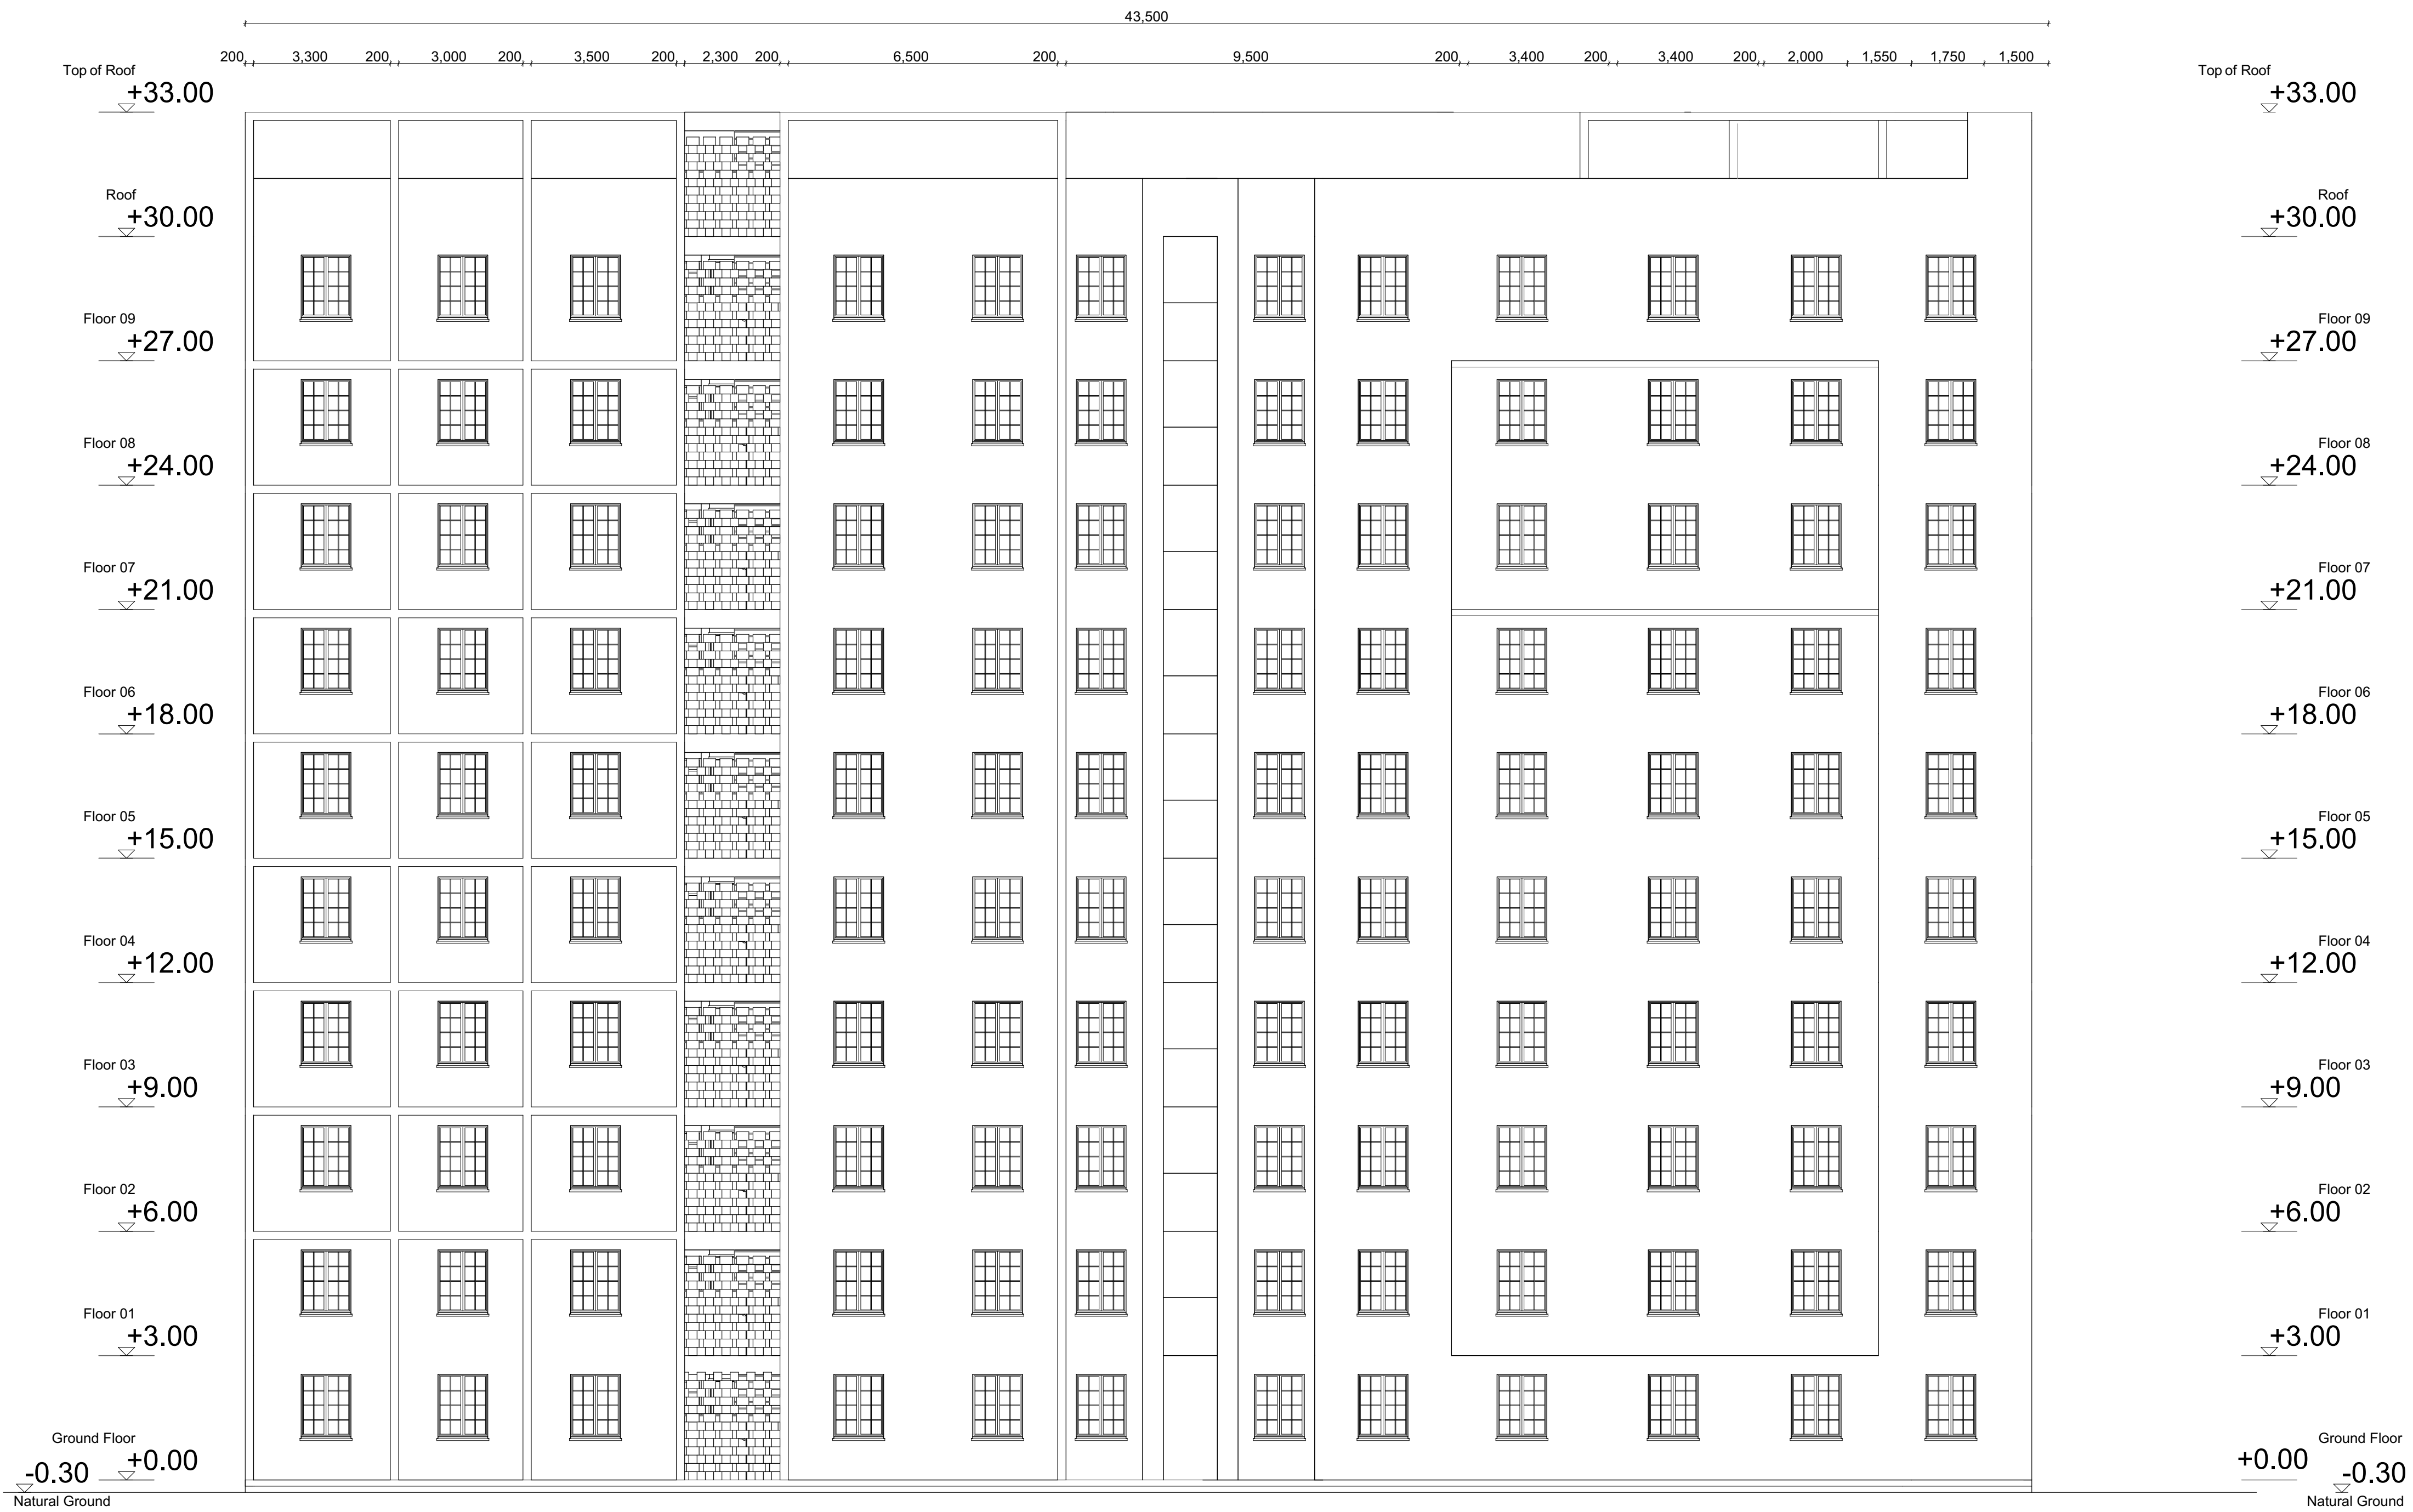 43,500
200 3,300 200 3,000 200 3,500 200 2,300 200 6,500 200 9,500 200 3,400 200 3,400 200 2,000 1,550 1,750 1,500
Top of Roof Top of Roof
+33.00 +33.00
Roof Roof
+30.00 +30.00
Floor 09 Floor 09
+27.00 +27.00
Floor 08 Floor 08
+24.00 +24.00
Floor 07 Floor 07
+21.00 +21.00
Floor 06 Floor 06
+18.00 +18.00
Floor 05 Floor 05
+15.00 +15.00
Floor 04 Floor 04
+12.00 +12.00
Floor 03 Floor 03
+9.00 +9.00
Floor 02 Floor 02
+6.00 +6.00
Floor 01 Floor 01
+3.00 +3.00
Ground Floor Ground Floor
+0.00 +0.00
-0.30 -0.30
Natural Ground Natural Ground